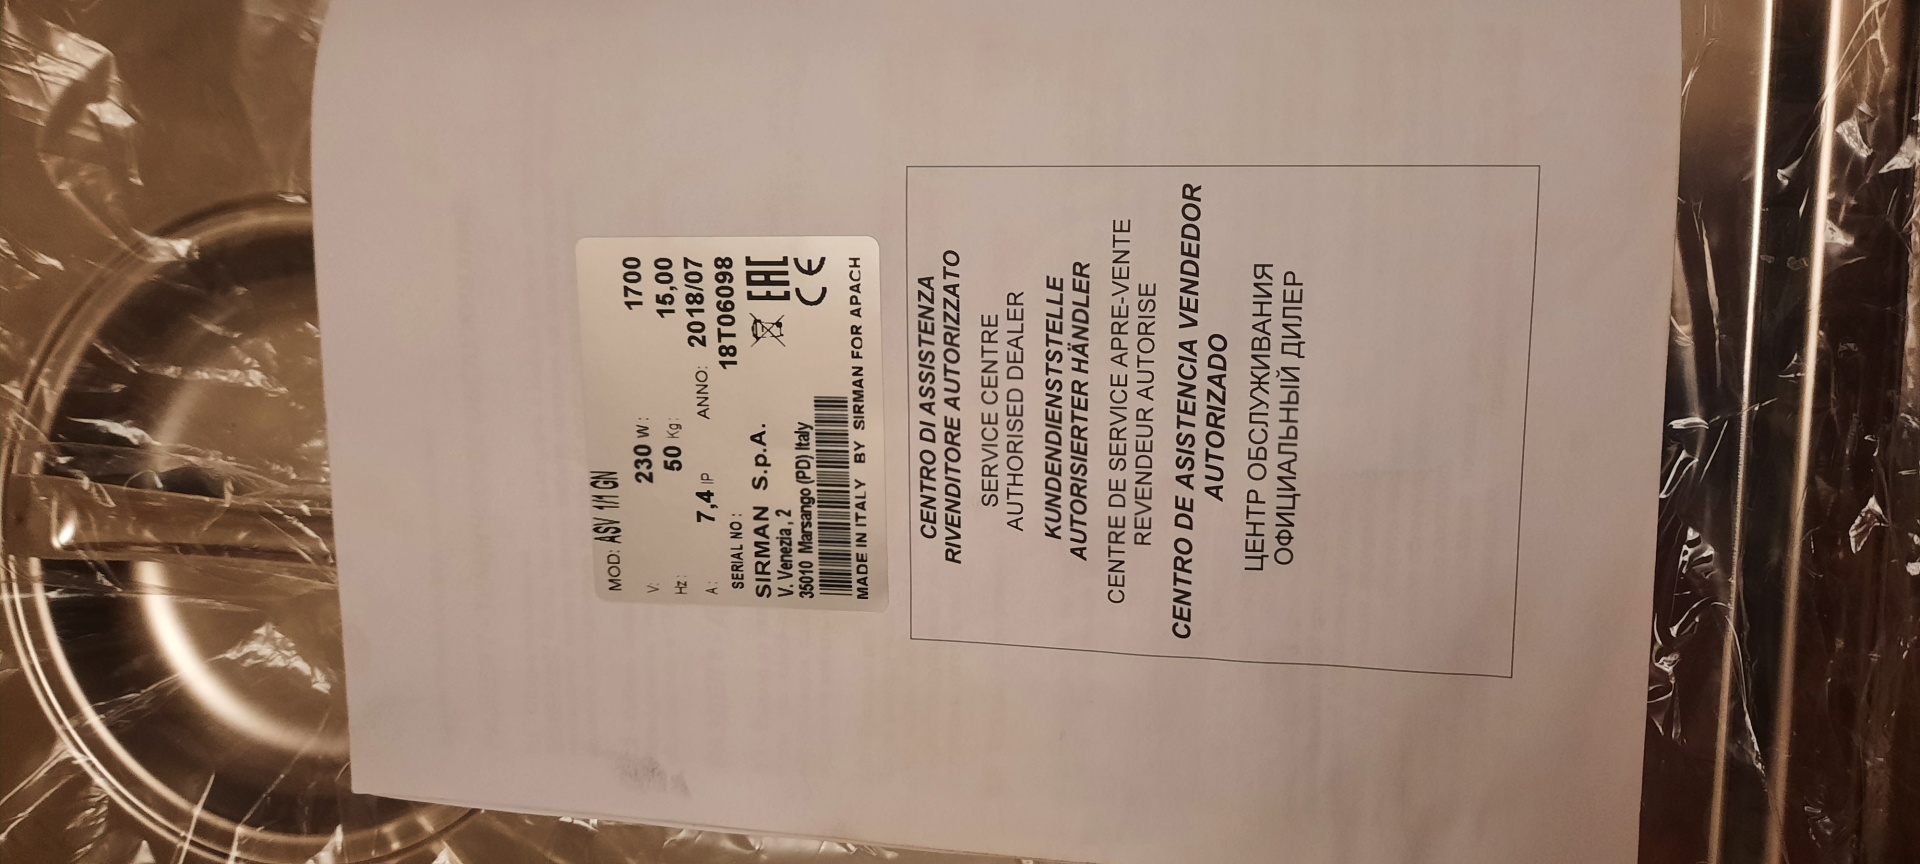 MOD: ASV 1/1 GN
V: 230 W: 1700
Hz: 50 Kg: 15,00
A: 7,4 IP ANNO: 2018/07
SERIAL NO: 18T06098
SIRMAN S.p.A.
V. Venezia, 2
35010 Marsango (PD) Italy
EAC
CE
MADE IN ITALY BY SIRMAN FOR APACH
CENTRO DI ASSISTENZA
RIVENDITORE AUTORIZZATO
SERVICE CENTRE
AUTHORISED DEALER
KUNDENDIENSTSTELLE
AUTORISIERTER HÄNDLER
CENTRE DE SERVICE APRE-VENTE
REVENDEUR AUTORISE
CENTRO DE ASISTENCIA VENDEDOR
AUTORIZADO
ЦЕНТР ОБСЛУЖИВАНИЯ
ОФИЦИАЛЬНЫЙ ДИЛЕР